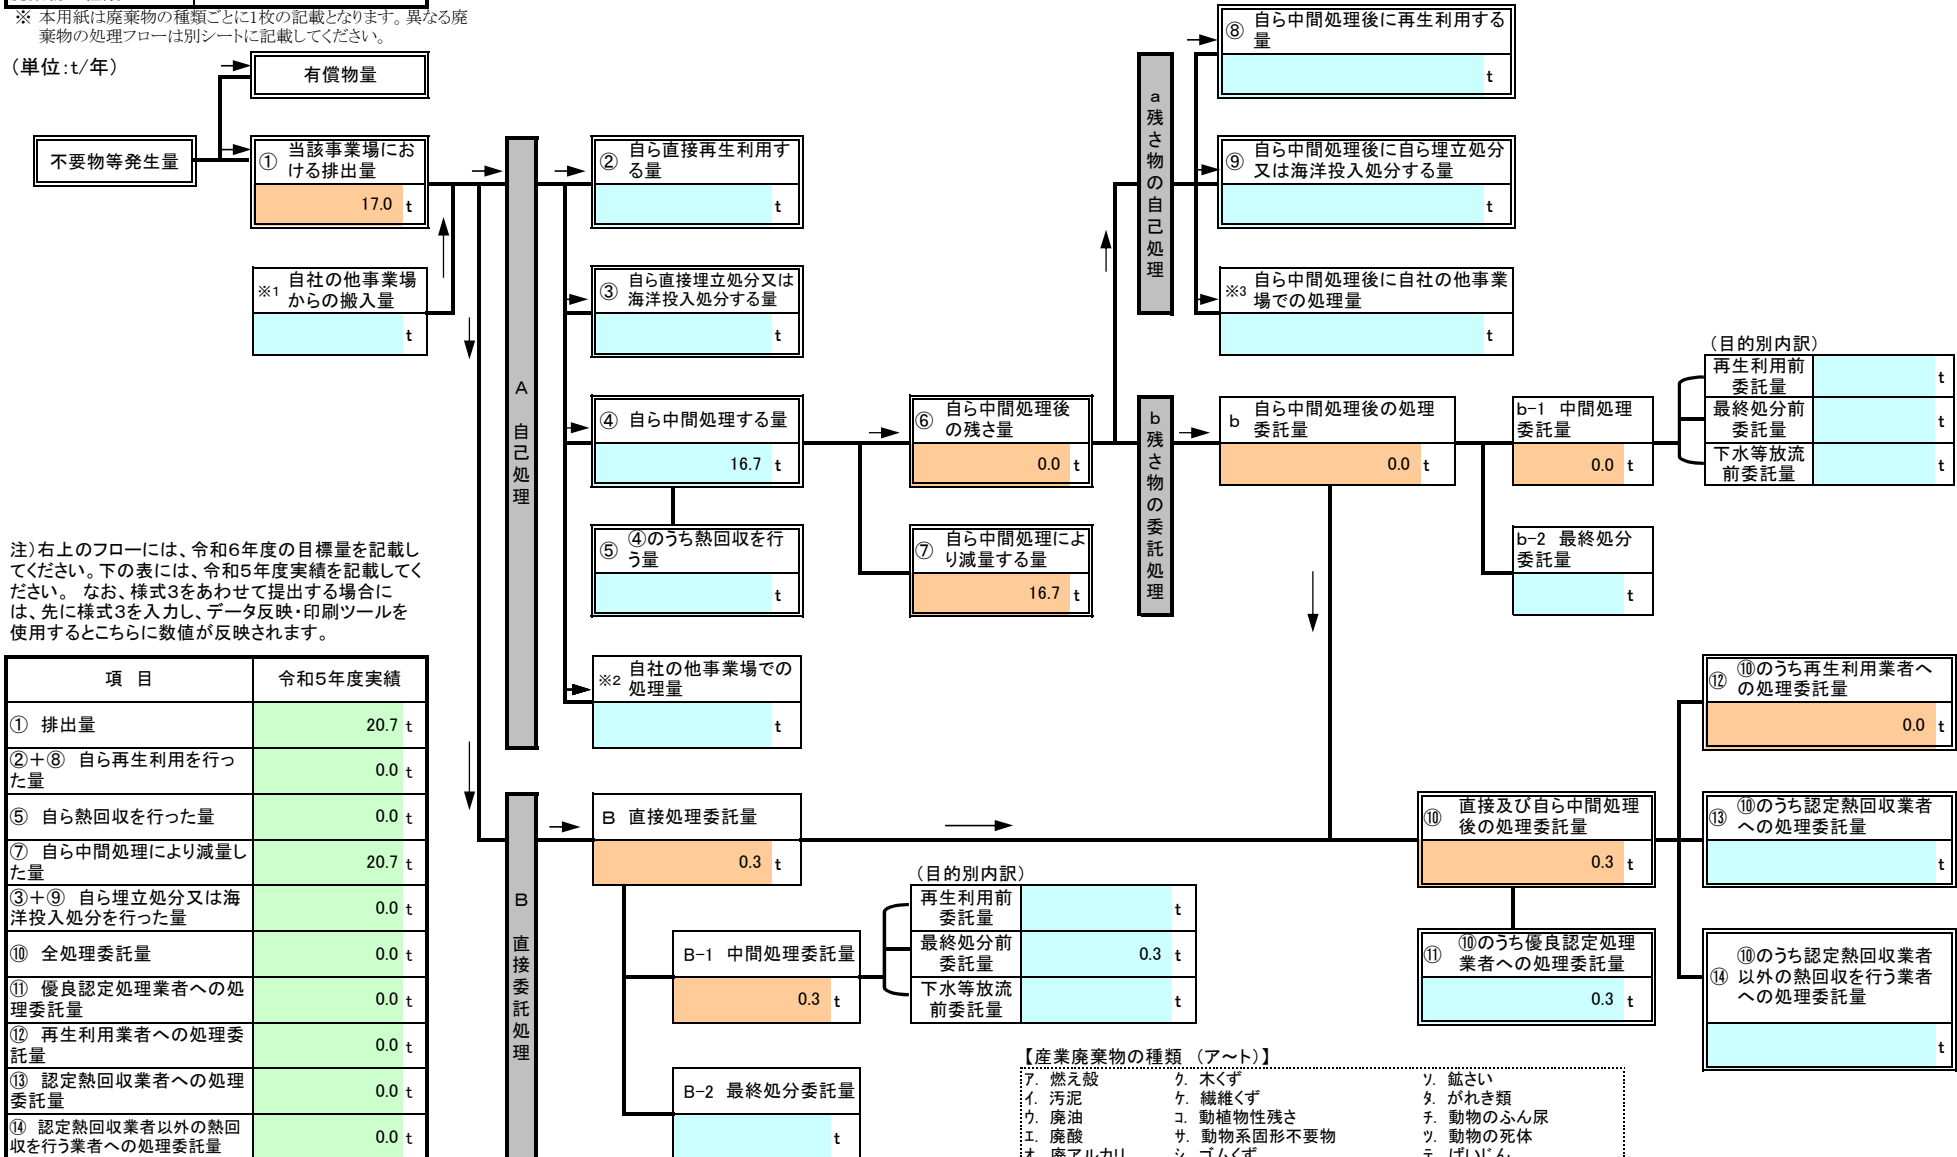 ※ 本用紙は廃棄物の種類ごとに1枚の記載となります。異なる廃
棄物の処理フローは別シートに記載してください。
(単位:t/年)
有償物量
不要物等発生量
① 当該事業場にお
ける排出量
17.0 t
※1 自社の他事業場
からの搬入量
t
A 自己処理
② 自ら直接再生利用す
る量
t
③ 自ら直接埋立処分又は
海洋投入処分する量
t
④ 自ら中間処理する量
16.7 t
⑤ ④のうち熱回収を行
う量
t
※2 自社の他事業場での
処理量
t
⑥ 自ら中間処理後
の残さ量
0.0 t
⑦ 自ら中間処理によ
り減量する量
16.7 t
a 残さ物の自己処理
⑧ 自ら中間処理後に再生利用する
量
t
⑨ 自ら中間処理後に自ら埋立処分
又は海洋投入処分する量
t
※3 自ら中間処理後に自社の他事業
場での処理量
t
b 残さ物の委託処理
b 自ら中間処理後の処理
委託量
0.0 t
b-1 中間処理
委託量
0.0 t
b-2 最終処分
委託量
t
(目的別内訳)
再生利用前
委託量
t
最終処分前
委託量
t
下水等放流
前委託量
t
注)右上のフローには、令和6年度の目標量を記載し
てください。下の表には、令和5年度実績を記載してく
ださい。 なお、様式3をあわせて提出する場合に
は、先に様式3を入力し、データ反映・印刷ツールを
使用するとこちらに数値が反映されます。
項 目 令和5年度実績
① 排出量 20.7 t
②+⑧ 自ら再生利用を行っ
た量 0.0 t
⑤ 自ら熱回収を行った量 0.0 t
⑦ 自ら中間処理により減量し
た量 20.7 t
③+⑨ 自ら埋立処分又は海
洋投入処分を行った量 0.0 t
⑩ 全処理委託量 0.0 t
⑪ 優良認定処理業者への処
理委託量 0.0 t
⑫ 再生利用業者への処理委
託量 0.0 t
⑬ 認定熱回収業者への処理
委託量 0.0 t
⑭ 認定熱回収業者以外の熱回
収を行う業者への処理委託量 0.0 t
B 直接委託処理
B 直接処理委託量
0.3 t
B-1 中間処理委託量
0.3 t
B-2 最終処分委託量
t
(目的別内訳)
再生利用前
委託量
t
最終処分前
委託量
0.3 t
下水等放流
前委託量
t
⑩ 直接及び自ら中間処理
後の処理委託量
0.3 t
⑪ ⑩のうち優良認定処理
業者への処理委託量
0.3 t
⑫ ⑩のうち再生利用業者へ
の処理委託量
0.0 t
⑬ ⑩のうち認定熱回収業者
への処理委託量
t
⑭ ⑩のうち認定熱回収業者
以外の熱回収を行う業者
への処理委託量
t
【産業廃棄物の種類 (ア~ト)】
ア. 燃え殻 ク. 木くず ソ. 鉱さい
イ. 汚泥 ケ. 繊維くず タ. がれき類
ウ. 廃油 コ. 動植物性残さ チ. 動物のふん尿
エ. 廃酸 サ. 動物系固形不要物 ツ. 動物の死体
オ. 廃アルカリ シ. ゴムくず テ. ばいじん